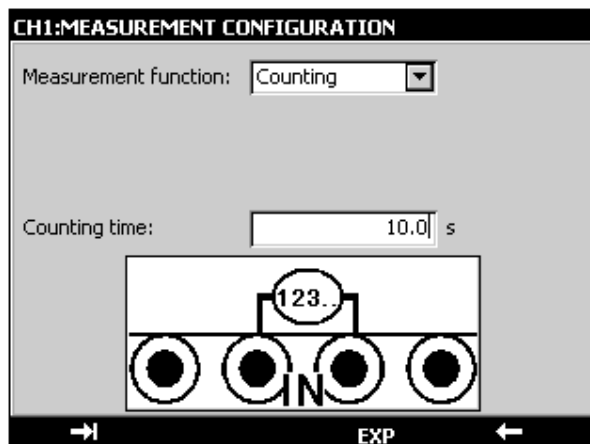 CH1:MEASUREMENT CONFIGURATION
Measurement function: Counting
Counting time: 10.0 s
123..
IN
EXP